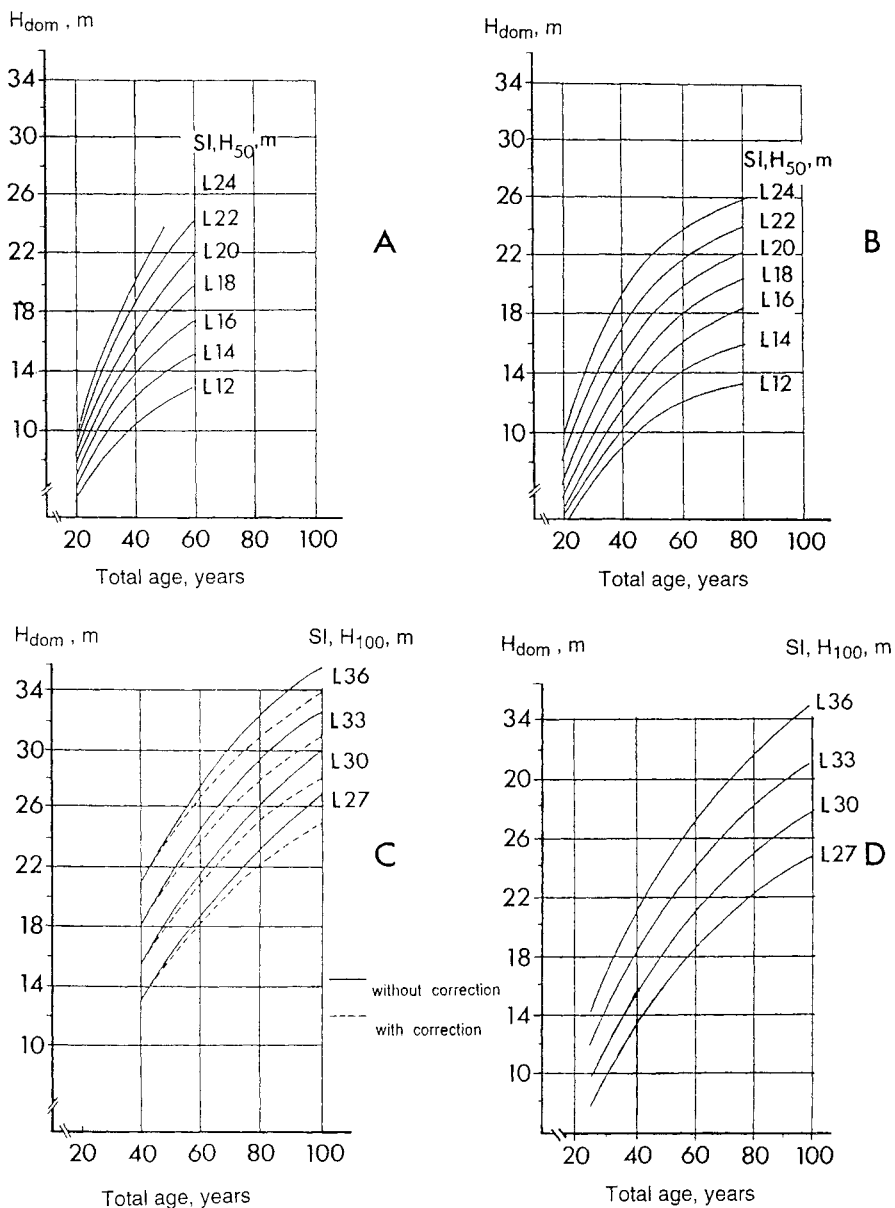 H_dom , m
34
30
26
22
18
14
10
SI, H_50, m
L24
L22
L20
L18
L16
L14
L12
A
20 40 60 80 100
Total age, years
H_dom, m
34
30
26
22
18
14
10
SI, H_50, m
L24
L22
L20
L18
L16
L14
L12
B
20 40 60 80 100
Total age, years
H_dom , m
34
30
26
22
18
14
10
SI, H_100, m
L36
L33
L30
L27
C
without correction
with correction
20 40 60 80 100
Total age, years
H_dom , m
34
20
26
22
18
14
10
SI, H_100, m
L36
L33
L30
L27
D
20 40 60 80 100
Total age, years